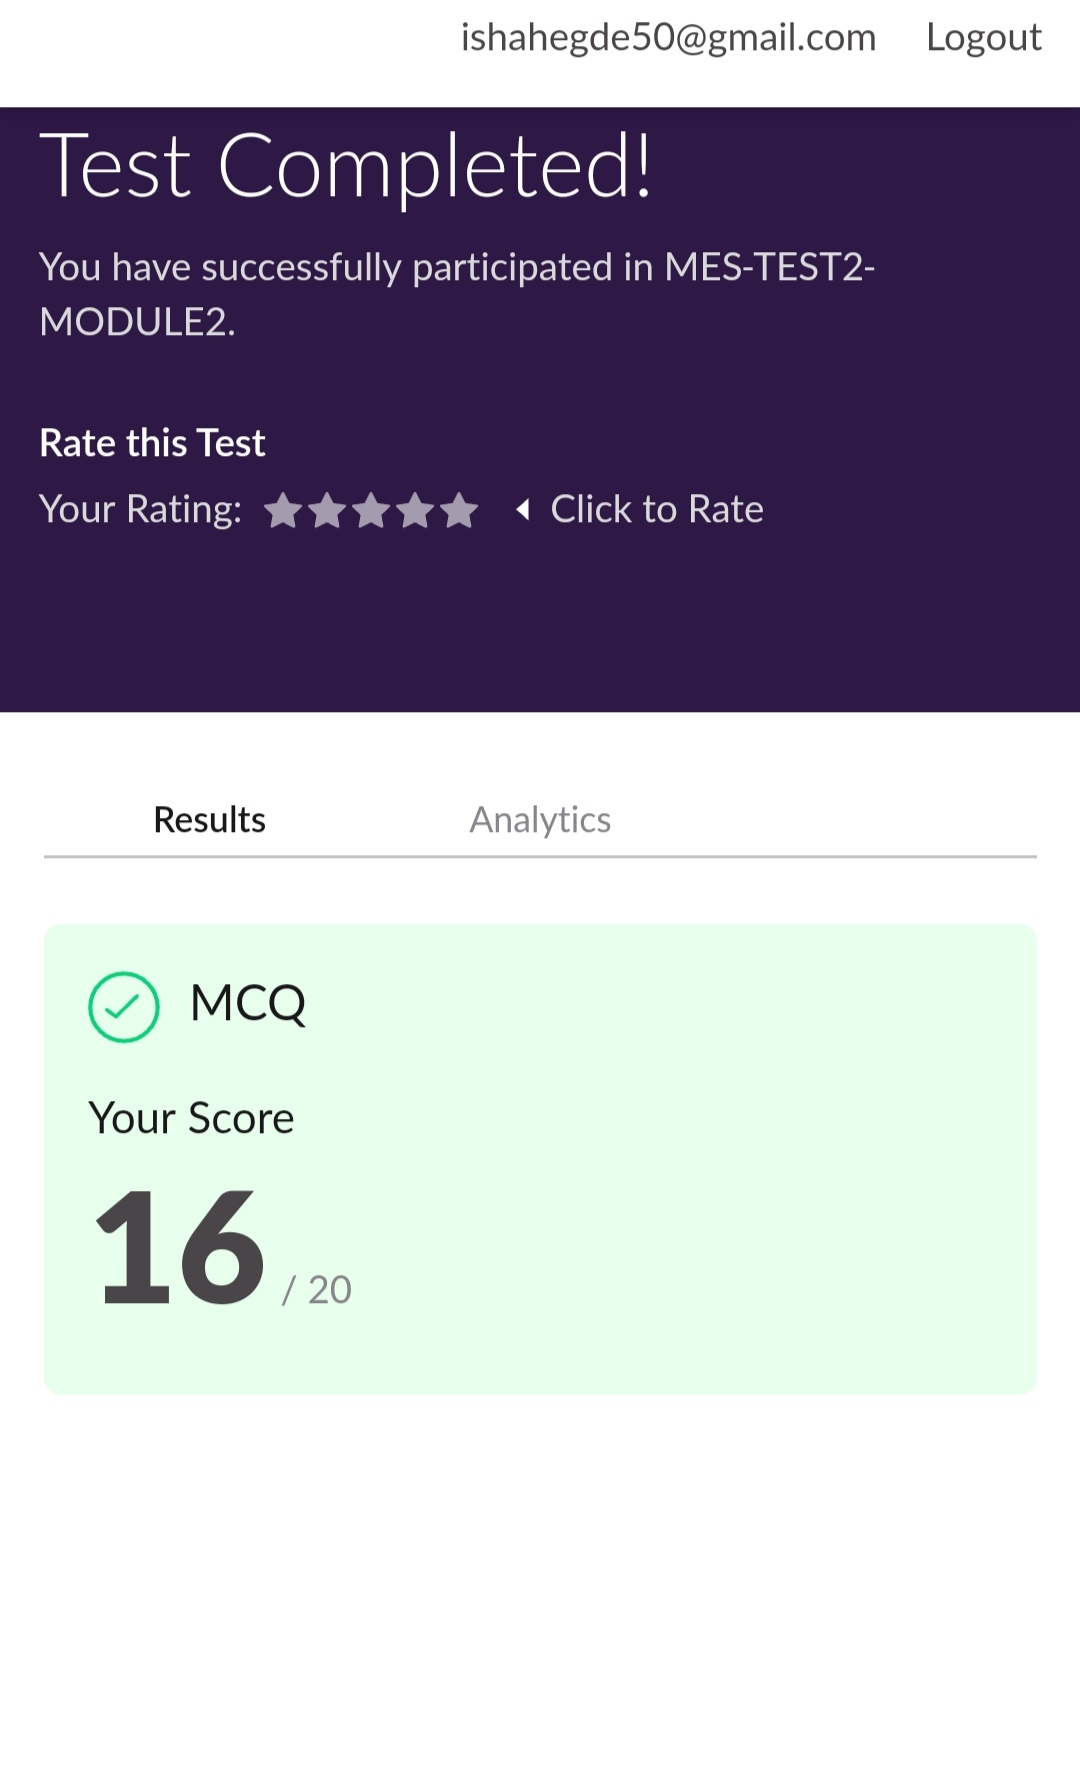 ishahegde50@gmail.com Logout
Test Completed!
You have successfully participated in MES-TEST2-
MODULE2.
Rate this Test
Your Rating: Click to Rate
Results Analytics
MCQ
Your Score
16 / 20